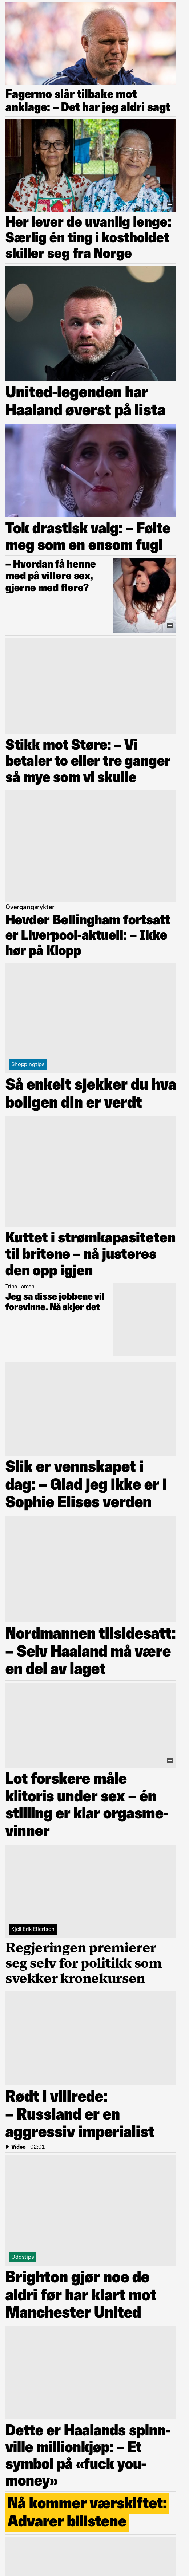 Fagermo slår tilbake mot
anklage: – Det har jeg aldri sagt
Her lever de uvanlig lenge:
Særlig én ting i kostholdet
skiller seg fra Norge
United-legenden har
Haaland øverst på lista
Tok drastisk valg: – Følte
meg som en ensom fugl
– Hvordan få henne
med på villere sex,
gjerne med flere?
Stikk mot Støre: – Vi
betaler to eller tre ganger
så mye som vi skulle
Overgangsrykter
Hevder Bellingham fortsatt
er Liverpool-aktuell: – Ikke
hør på Klopp
Shoppingtips
Så enkelt sjekker du hva
boligen din er verdt
Kuttet i strømkapasiteten
til britene – nå justeres
den opp igjen
Trine Larsen
Jeg sa disse jobbene vil
forsvinne. Nå skjer det
Slik er vennskapet i
dag: – Glad jeg ikke er i
Sophie Elises verden
Nordmannen tilsidesatt:
– Selv Haaland må være
en del av laget
Lot forskere måle
klitoris under sex – én
stilling er klar orgasme-
vinner
Kjell Erik Eilertsen
Regjeringen premierer
seg selv for politikk som
svekker kronekursen
Rødt i villrede:
– Russland er en
aggressiv imperialist
Video 02:01
Oddstips
Brighton gjør noe de
aldri før har klart mot
Manchester United
Dette er Haalands spinn-
ville millionkjøp: – Et
symbol på «fuck you-
money»
Nå kommer værskiftet:
Advarer bilistene